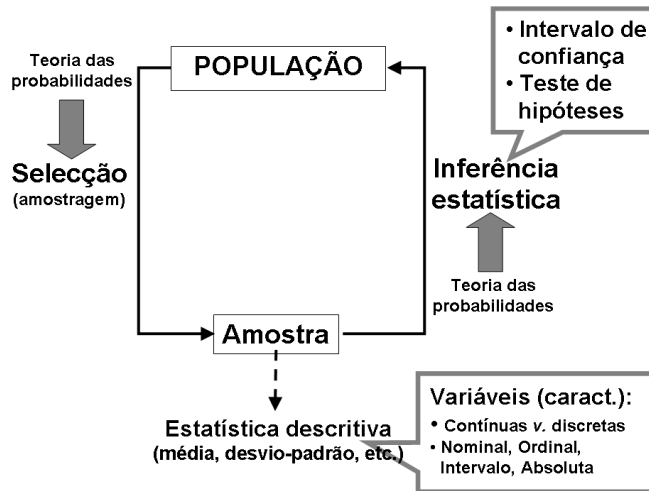 Teoria das
probabilidades
POPULAÇÃO
• Intervalo de
confiança
• Teste de
hipóteses
Selecção
(amostragem)
Inferência
estatística
Teoria das
probabilidades
Amostra
Estatística descritiva
(média, desvio-padrão, etc.)
Variáveis (caract.):
• Contínuas v. discretas
• Nominal, Ordinal,
Intervalo, Absoluta